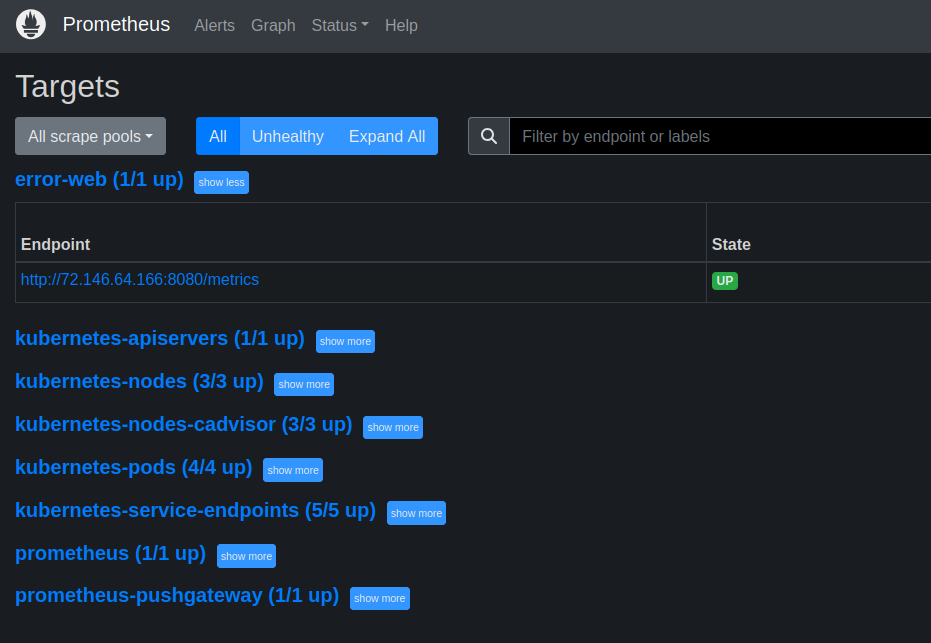 Prometheus Alerts Graph Status Help
Targets
All scrape pools All Unhealthy Expand All Filter by endpoint or labels
error-web (1/1 up) show less
Endpoint State
http://72.146.64.166:8080/metrics UP
kubernetes-apiservers (1/1 up) show more
kubernetes-nodes (3/3 up) show more
kubernetes-nodes-cadvisor (3/3 up) show more
kubernetes-pods (4/4 up) show more
kubernetes-service-endpoints (5/5 up) show more
prometheus (1/1 up) show more
prometheus-pushgateway (1/1 up) show more